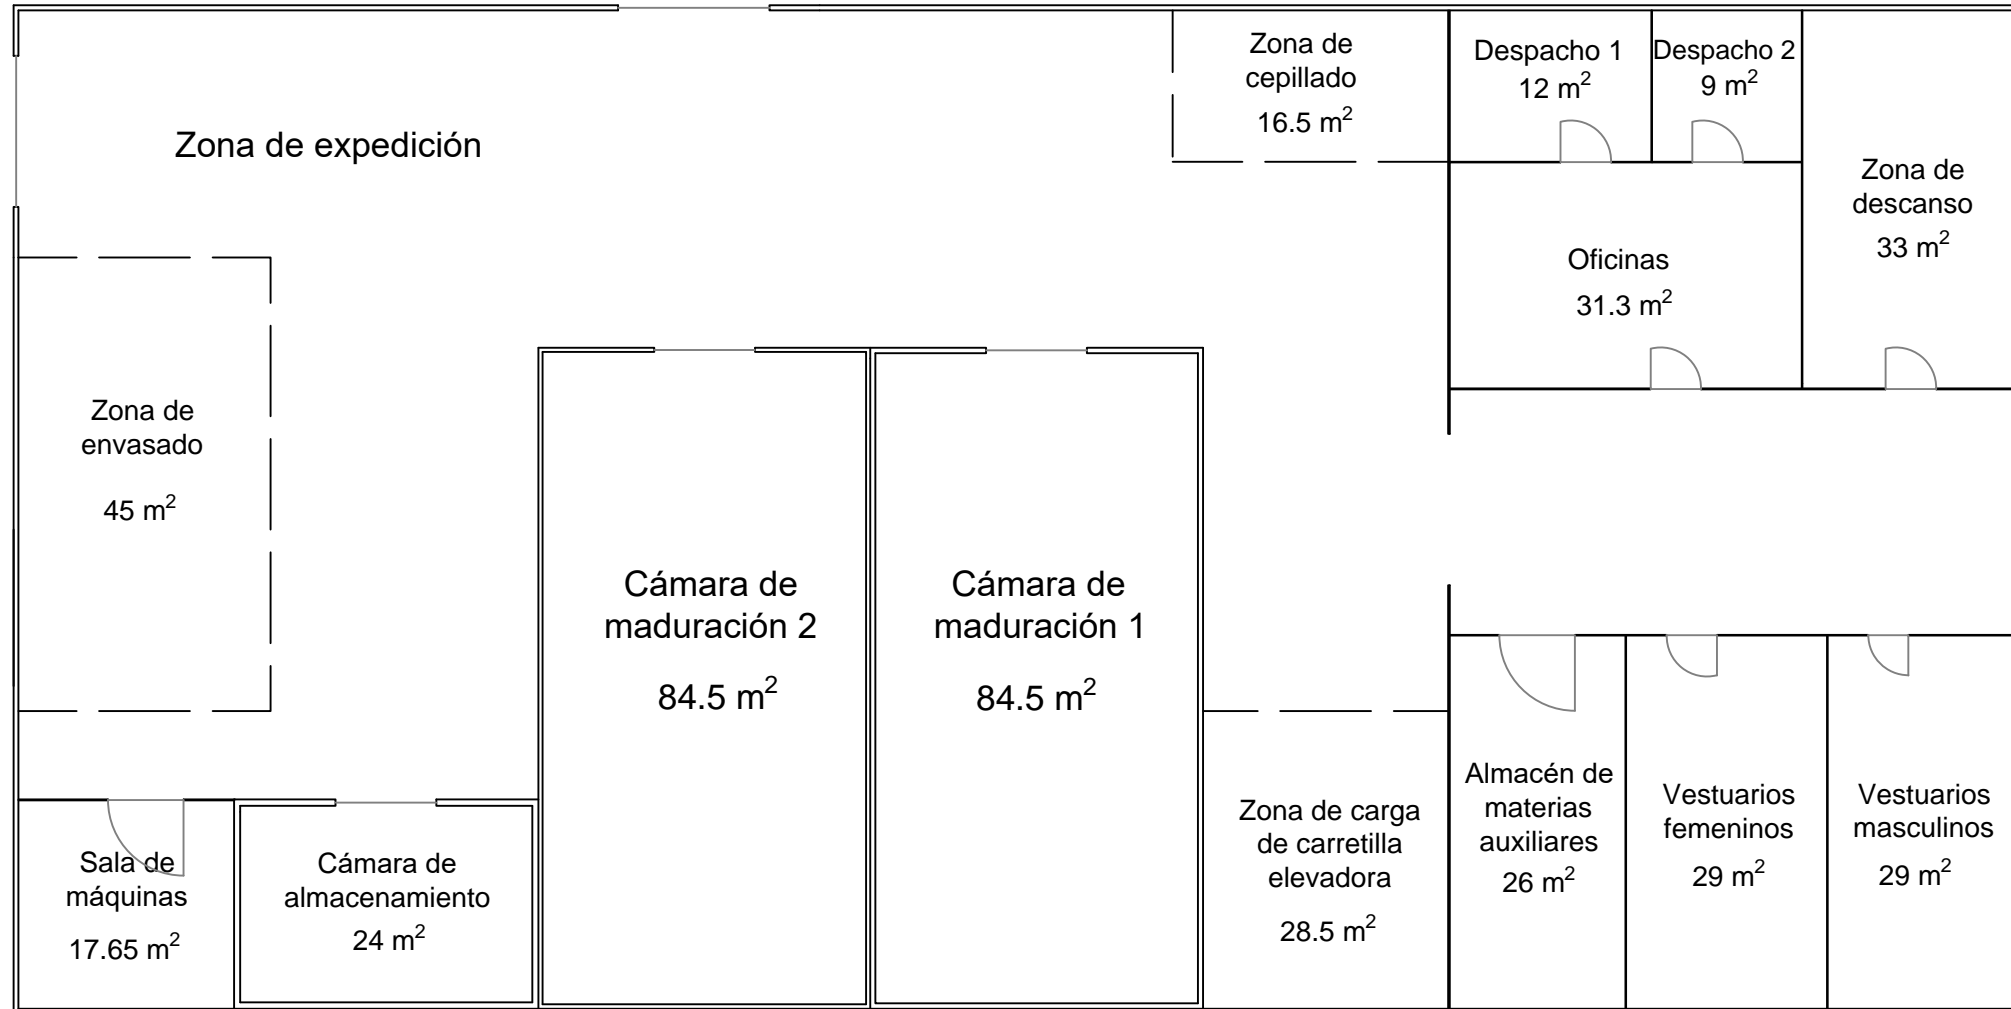 Zona de
cepillado
16.5 m²
Despacho 1
12 m²
Despacho 2
9 m²
Zona de expedición
Zona de
descanso
33 m²
Oficinas
31.3 m²
Zona de
envasado
45 m²
Cámara de
maduración 2
84.5 m²
Cámara de
maduración 1
84.5 m²
Sala de
máquinas
17.65 m²
Cámara de
almacenamiento
24 m²
Zona de carga
de carretilla
elevadora
28.5 m²
Almacén de
materias
auxiliares
26 m²
Vestuarios
femeninos
29 m²
Vestuarios
masculinos
29 m²